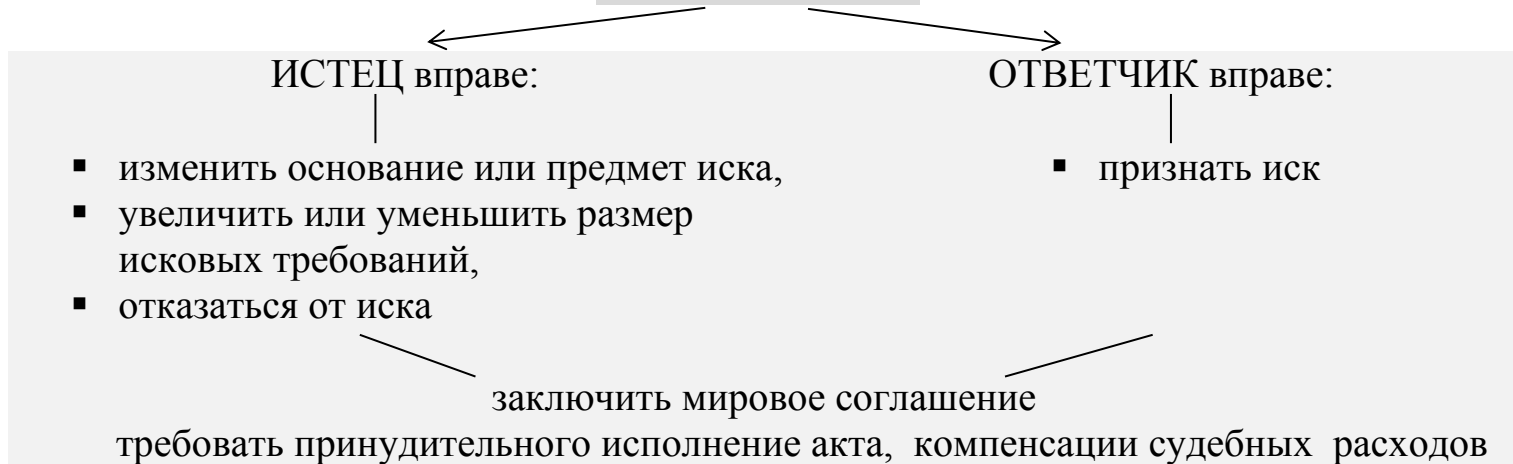 ИСТЕЦ вправе:
ОТВЕТЧИК вправе:
▪ изменить основание или предмет иска,
▪ увеличить или уменьшить размер
исковых требований,
▪ отказаться от иска
▪ признать иск
заключить мировое соглашение
требовать принудительного исполнение акта, компенсации судебных расходов